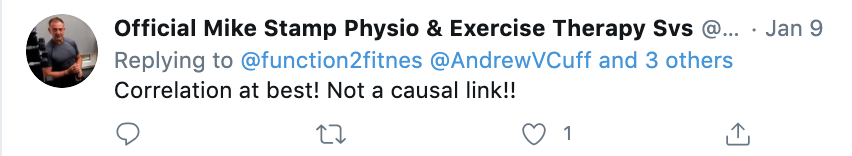 Official Mike Stamp Physio & Exercise Therapy Svs @... · Jan 9
Replying to @function2fitnes @AndrewVCuff and 3 others
Correlation at best! Not a causal link!!
1